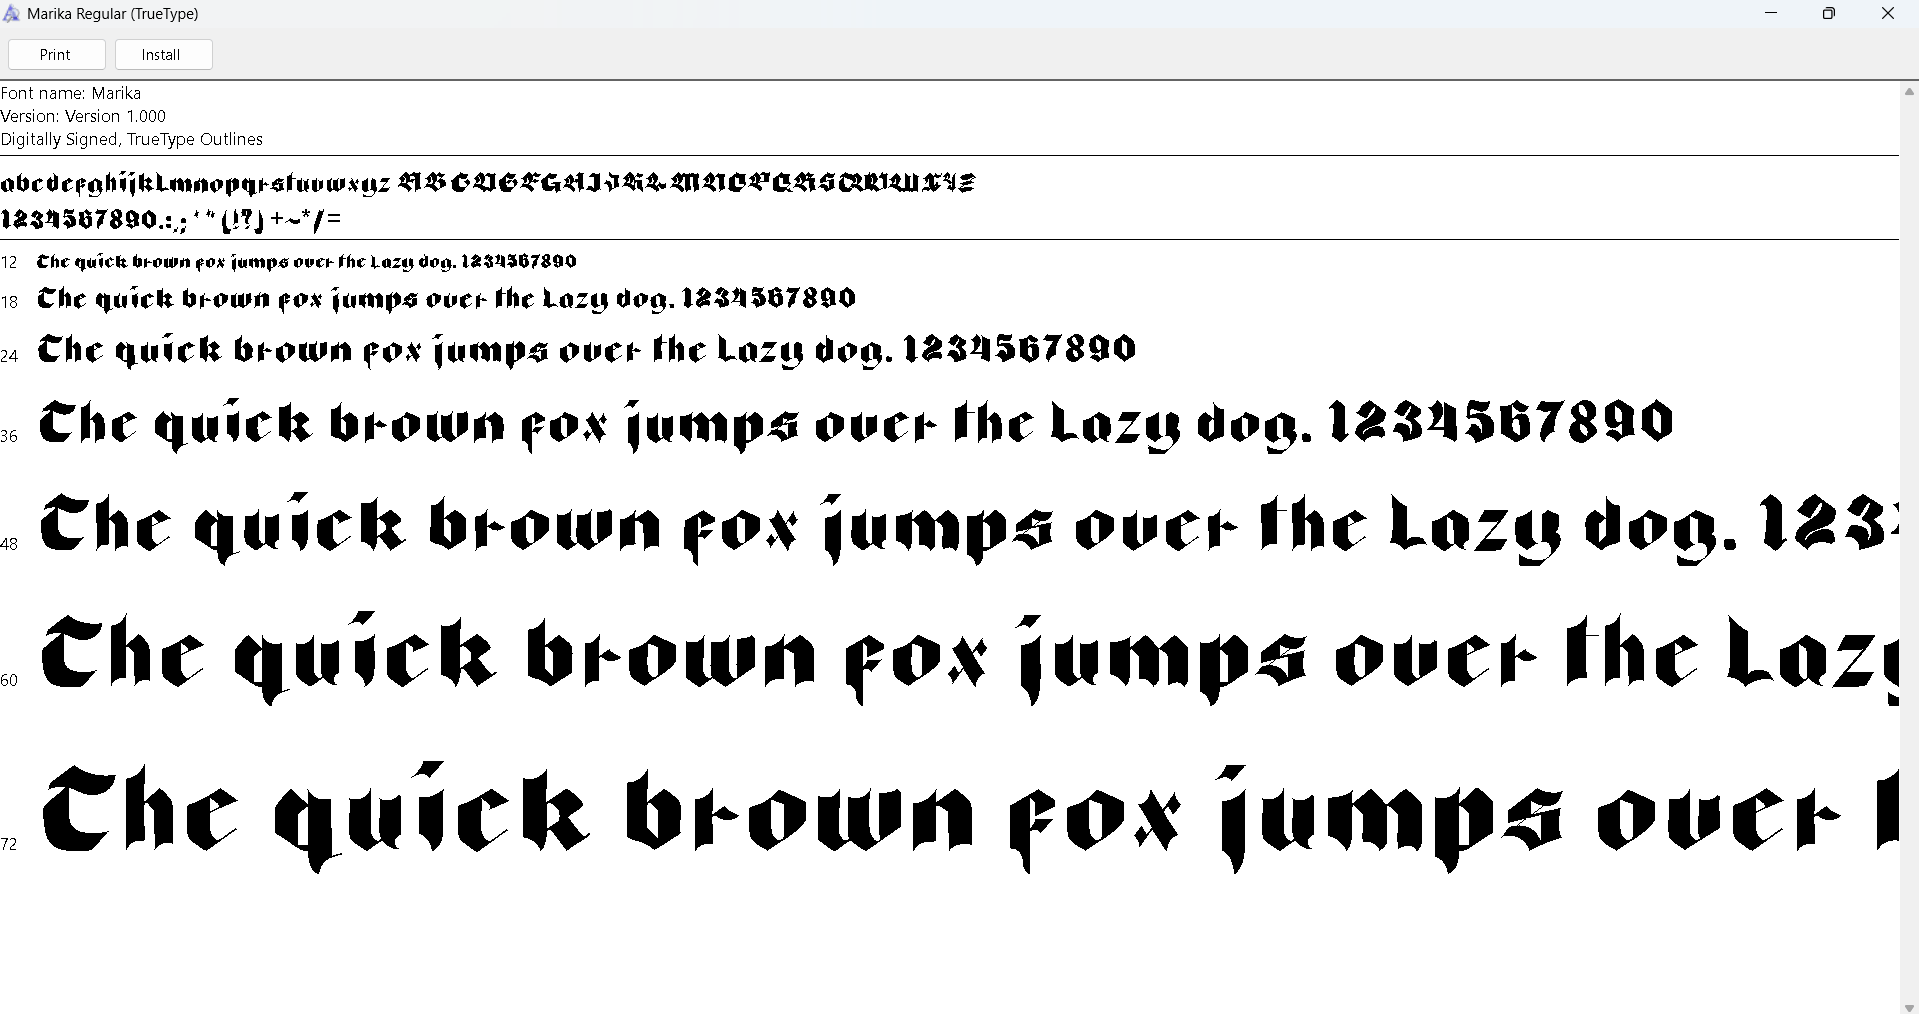 Marika Regular (TrueType)
Print Install
Font name: Marika
Version: Version 1.000
Digitally Signed, TrueType Outlines
abcdefghijklmnopqrstuvwxyz ABCDEFGHIJKLMNOPQRSTUVWXYZ
1234567890.:,; ' " (!?) +-*/=
12 The quick brown fox jumps over the lazy dog. 1234567890
18 The quick brown fox jumps over the lazy dog. 1234567890
24 The quick brown fox jumps over the lazy dog. 1234567890
36 The quick brown fox jumps over the lazy dog. 1234567890
48 The quick brown fox jumps over the lazy dog. 123
60 The quick brown fox jumps over the laz
72 The quick brown fox jumps over